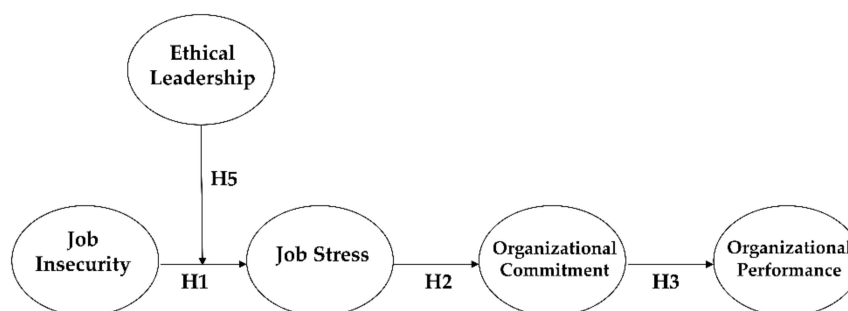 Ethical
Leadership
H5
Job
Insecurity
H1
Job Stress
H2
Organizational
Commitment
H3
Organizational
Performance